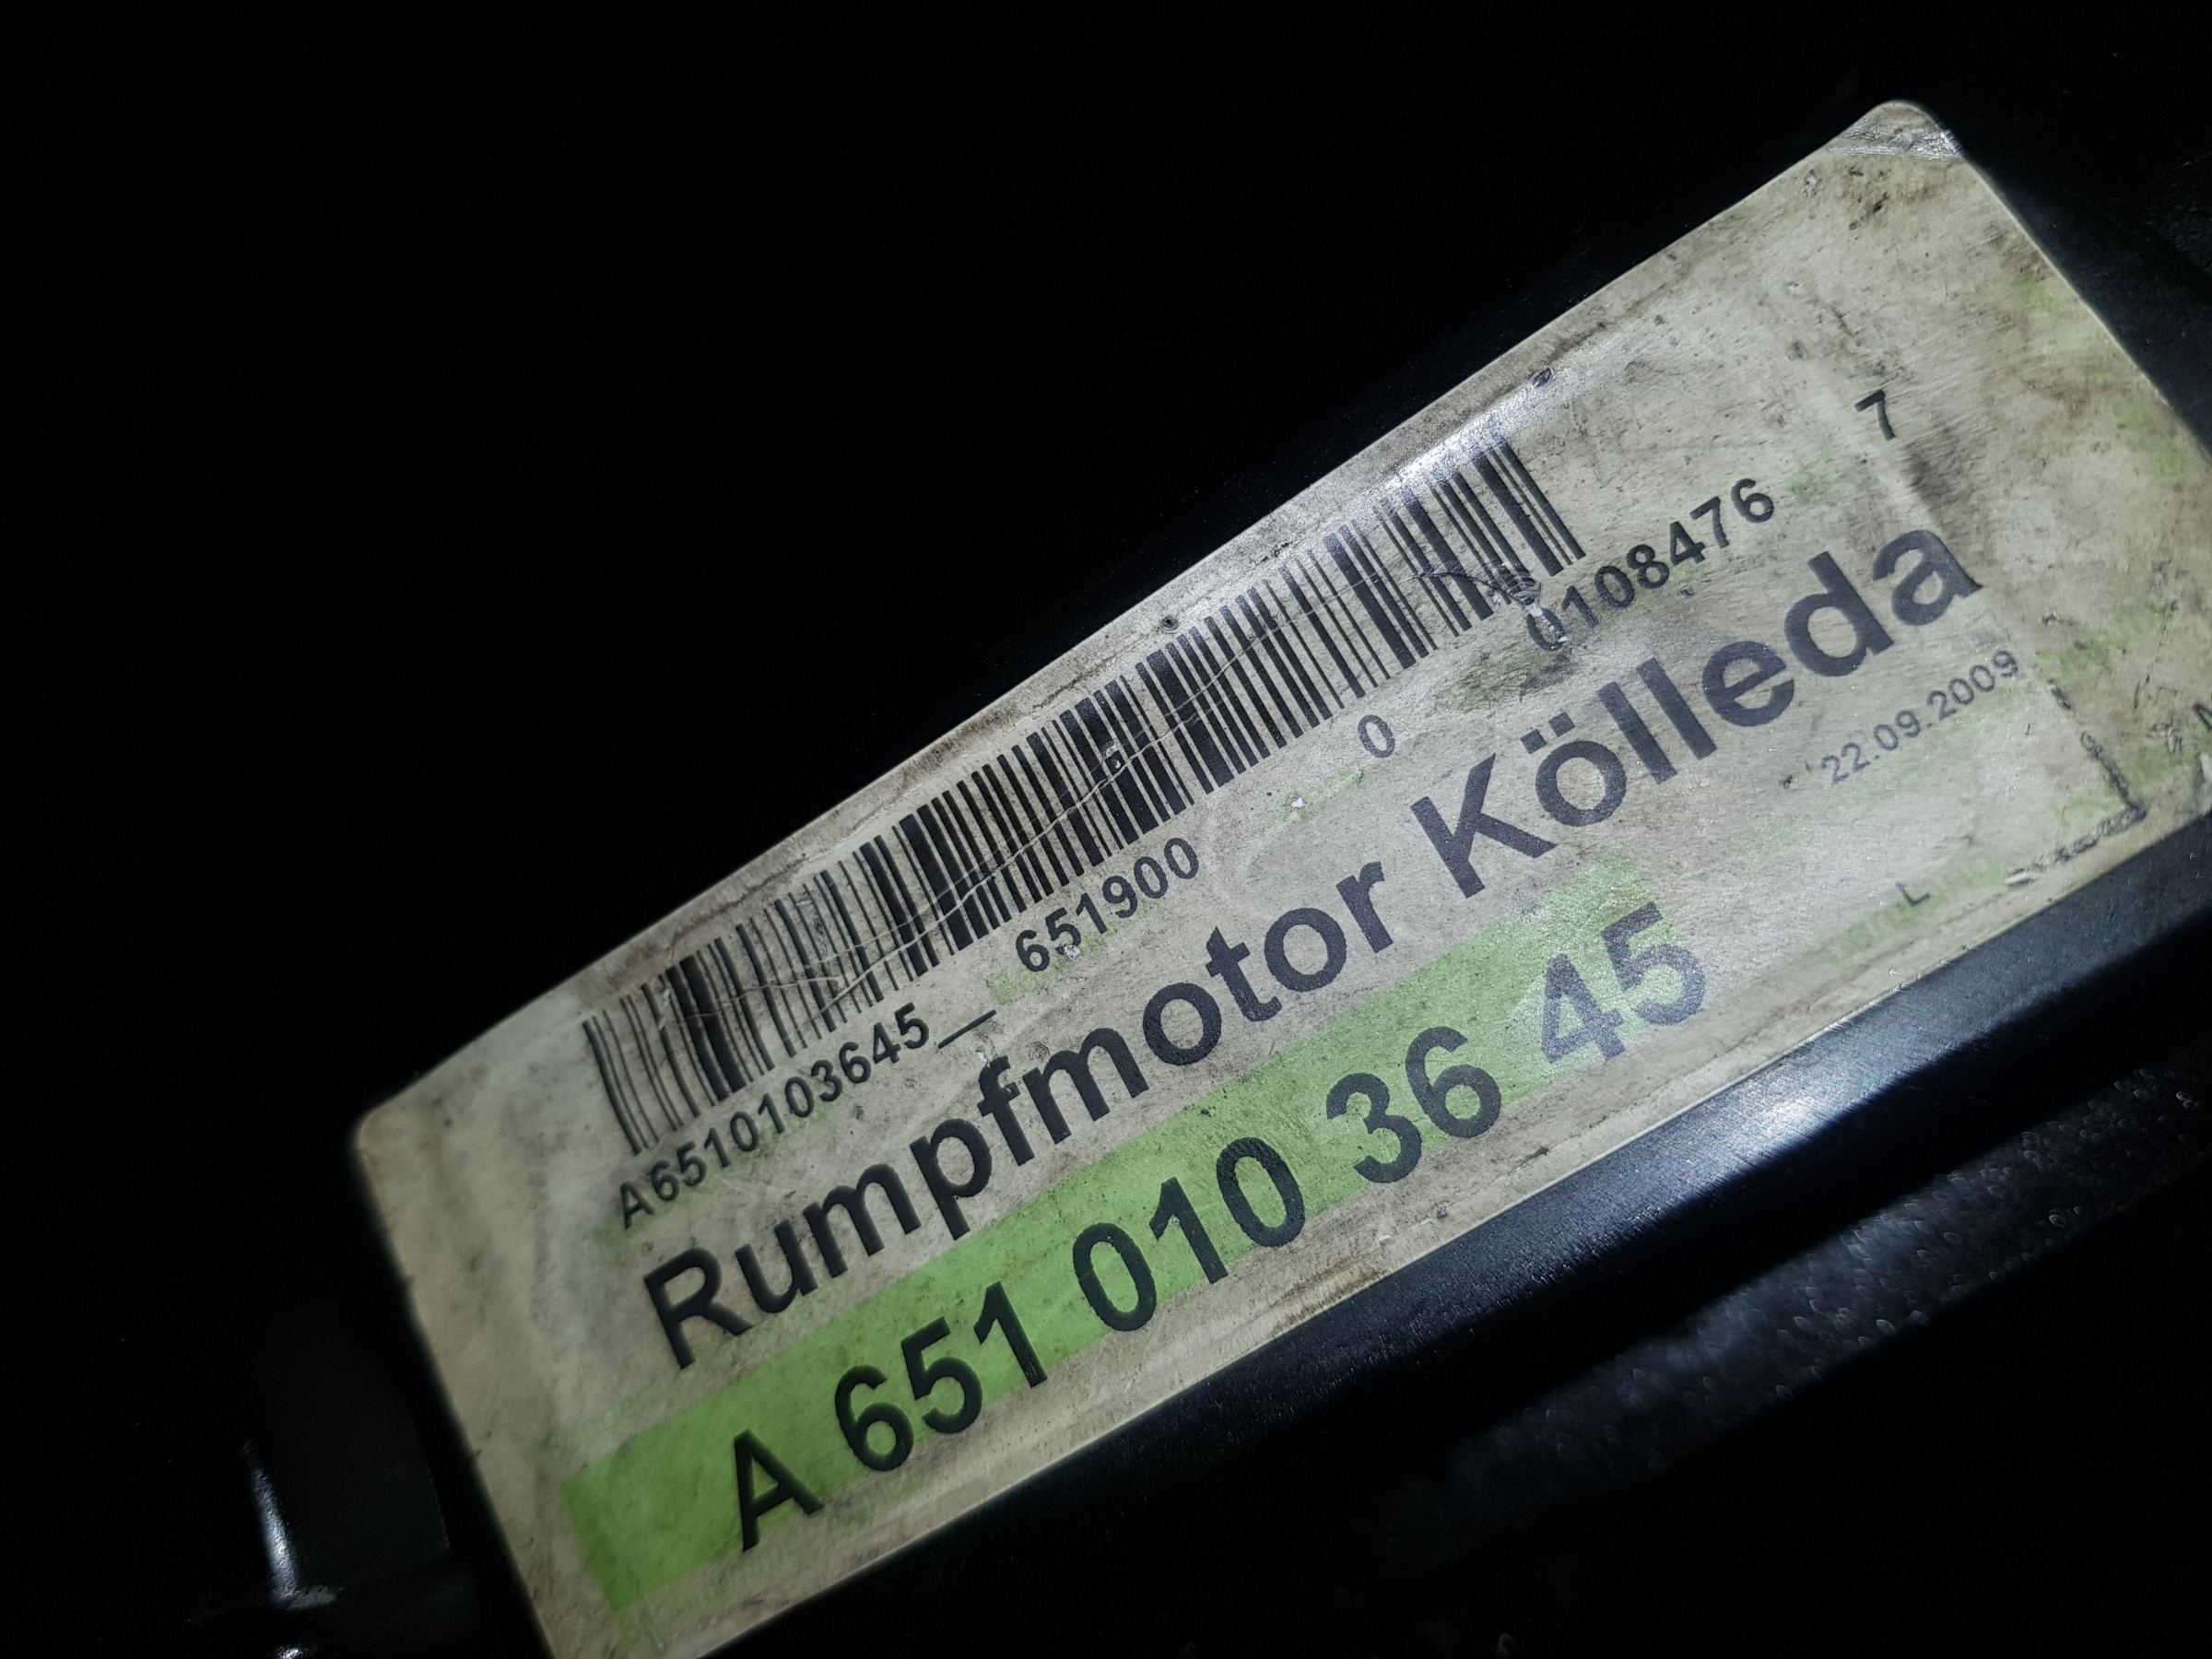 7
A6510103645__ 651900 0 0108476
Rumpfmotor Kölleda
22.09.2009
A 651 010 36 45
L